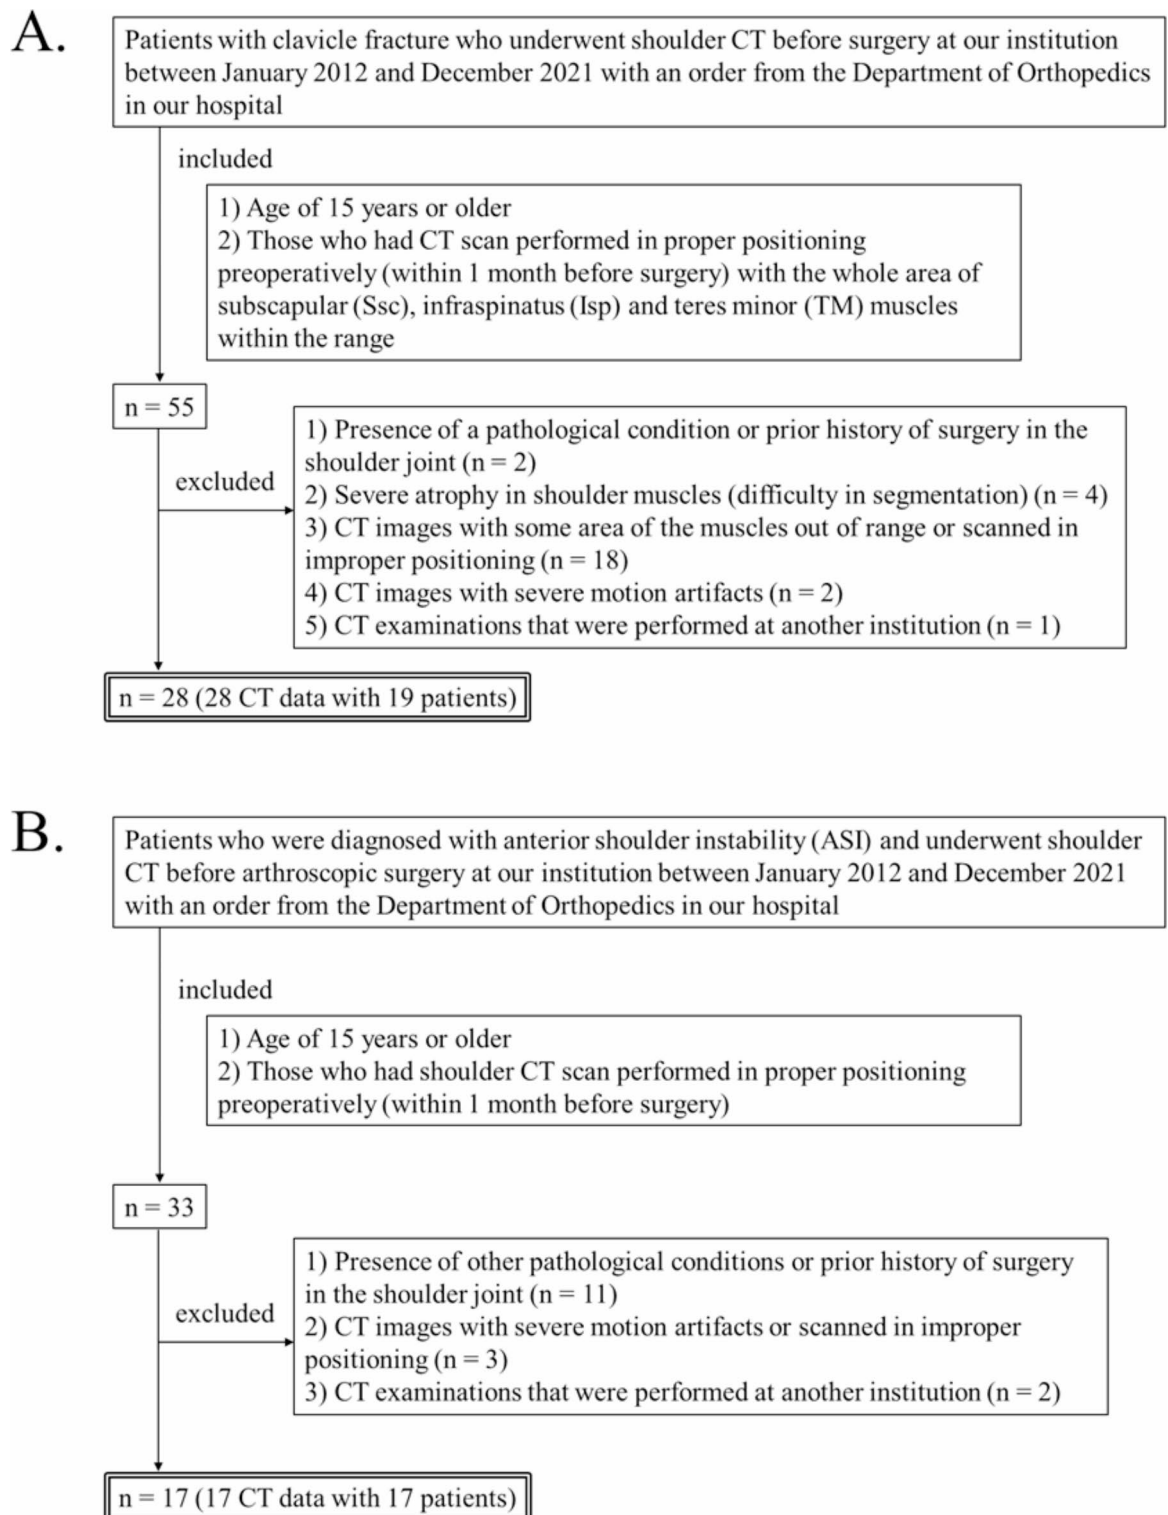 A.
Patients with clavicle fracture who underwent shoulder CT before surgery at our institution
between January 2012 and December 2021 with an order from the Department of Orthopedics
in our hospital
included
1) Age of 15 years or older
2) Those who had CT scan performed in proper positioning
preoperatively (within 1 month before surgery) with the whole area of
subscapular (Ssc), infraspinatus (Isp) and teres minor (TM) muscles
within the range
n = 55
excluded
1) Presence of a pathological condition or prior history of surgery in the
shoulder joint (n = 2)
2) Severe atrophy in shoulder muscles (difficulty in segmentation) (n = 4)
3) CT images with some area of the muscles out of range or scanned in
improper positioning (n = 18)
4) CT images with severe motion artifacts (n = 2)
5) CT examinations that were performed at another institution (n = 1)
n = 28 (28 CT data with 19 patients)
B.
Patients who were diagnosed with anterior shoulder instability (ASI) and underwent shoulder
CT before arthroscopic surgery at our institution between January 2012 and December 2021
with an order from the Department of Orthopedics in our hospital
included
1) Age of 15 years or older
2) Those who had shoulder CT scan performed in proper positioning
preoperatively (within 1 month before surgery)
n = 33
excluded
1) Presence of other pathological conditions or prior history of surgery
in the shoulder joint (n = 11)
2) CT images with severe motion artifacts or scanned in improper
positioning (n = 3)
3) CT examinations that were performed at another institution (n = 2)
n = 17 (17 CT data with 17 patients)